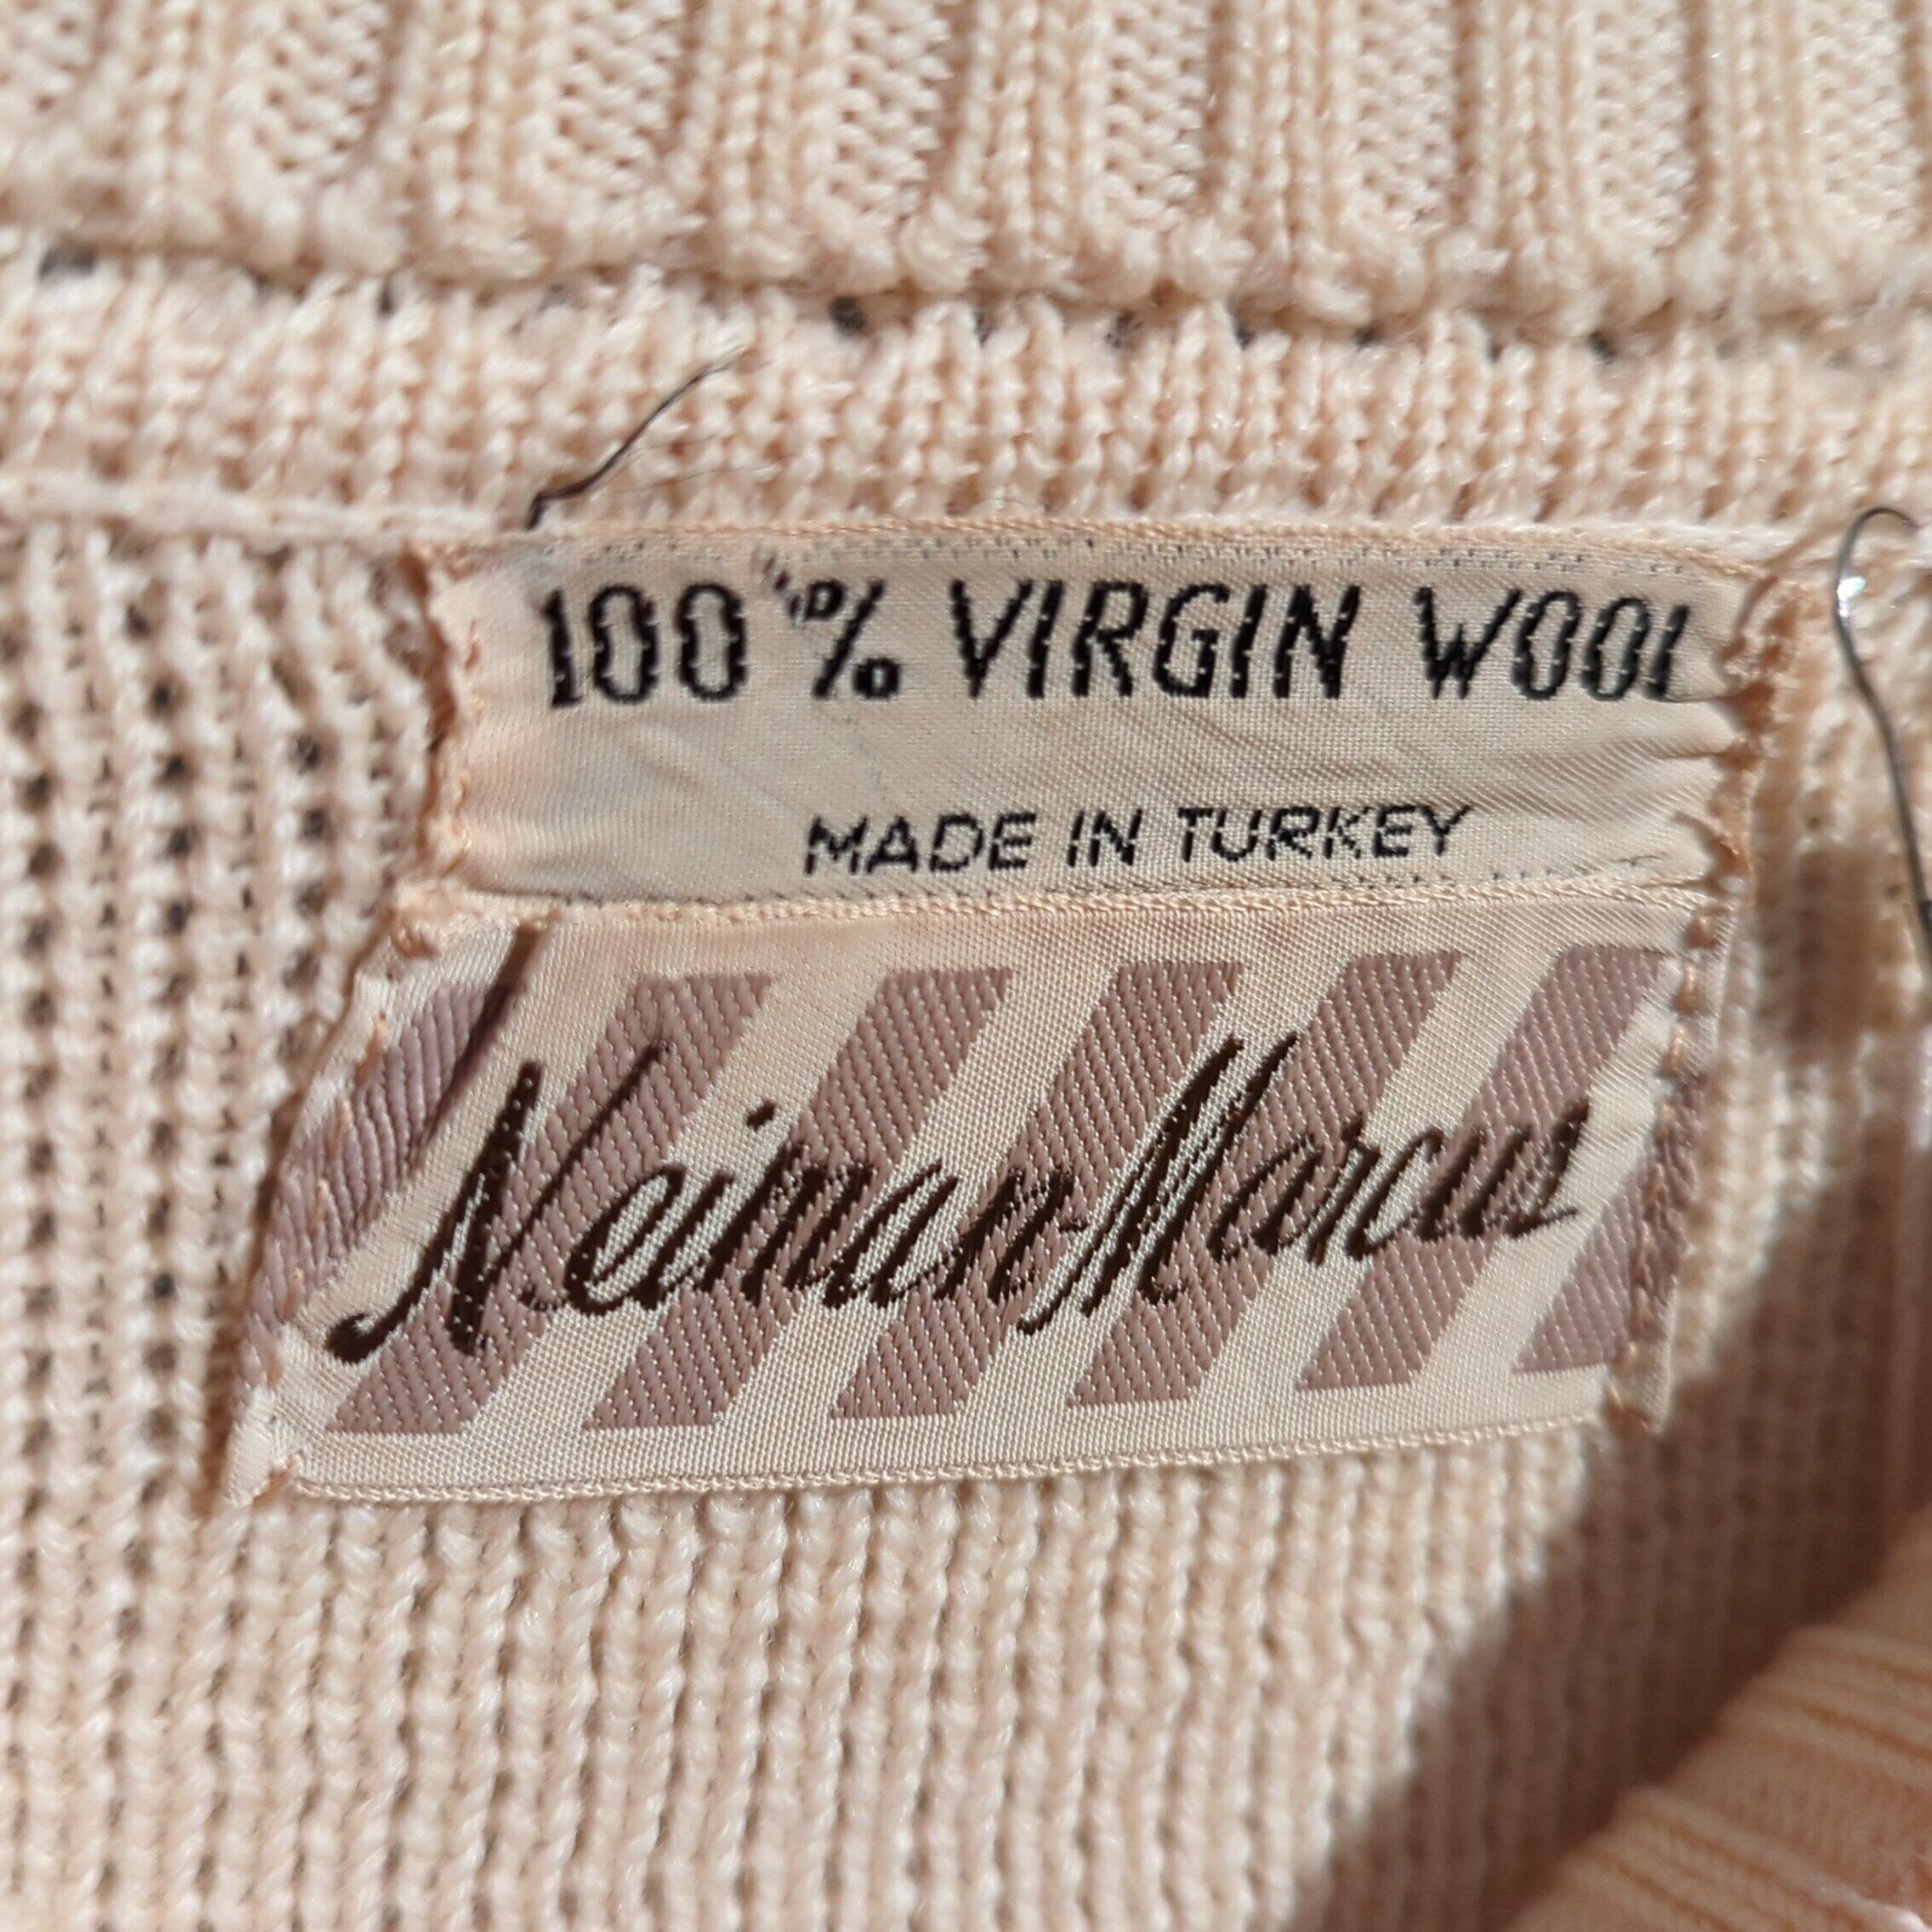 100% VIRGIN WOOL
MADE IN TURKEY
Neiman-Marcus